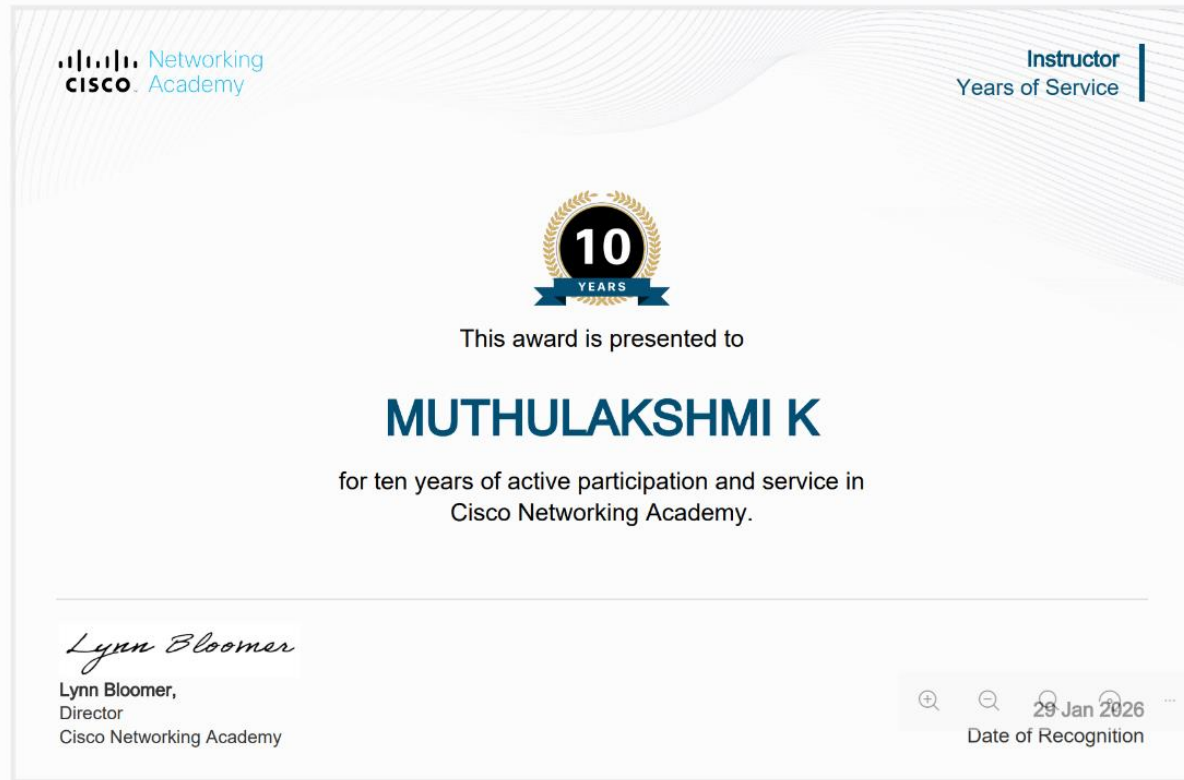 CISCO Networking
Academy
Instructor
Years of Service
10
YEARS
This award is presented to
MUTHULAKSHMI K
for ten years of active participation and service in
Cisco Networking Academy.
Lynn Bloomer
Lynn Bloomer,
Director
Cisco Networking Academy
29 Jan 2026
Date of Recognition